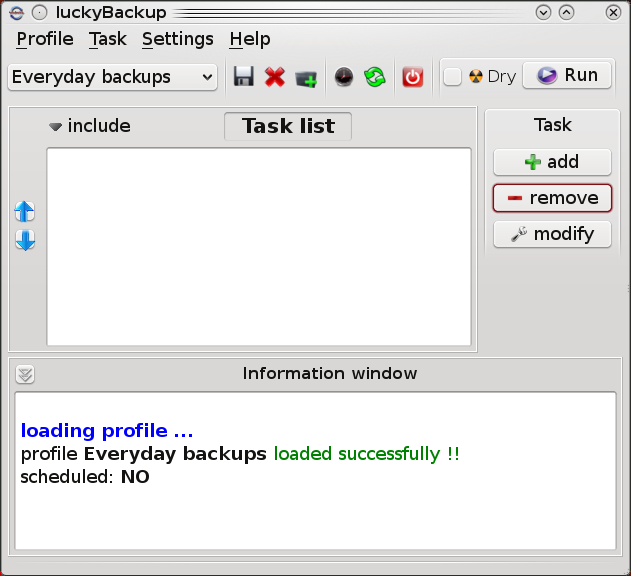 luckyBackup
Profile Task Settings Help
Everyday backups Dry Run
include Task list Task
add
remove
modify
Information window
loading profile ...
profile Everyday backups loaded successfully !!
scheduled: NO